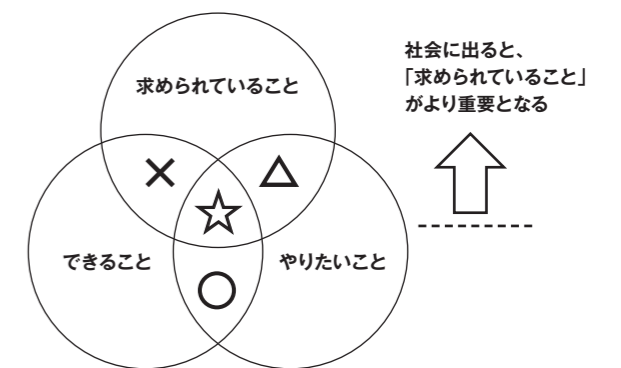 求められていること
社会に出ると、
「求められていること」
がより重要となる
できること
やりたいこと